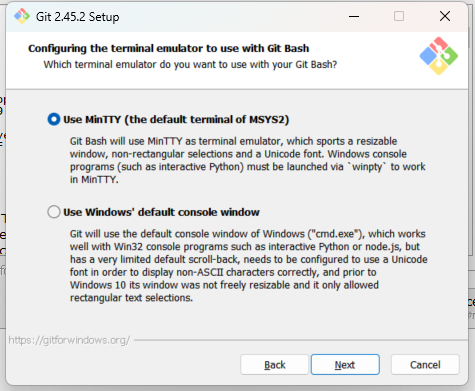 Git 2.45.2 Setup
Configuring the terminal emulator to use with Git Bash
Which terminal emulator do you want to use with your Git Bash?
Use MinTTY (the default terminal of MSYS2)
Git Bash will use MinTTY as terminal emulator, which sports a resizable
window, non-rectangular selections and a Unicode font. Windows console
programs (such as interactive Python) must be launched via `winpty` to work
in MinTTY.
Use Windows' default console window
Git will use the default console window of Windows ("cmd.exe"), which works
well with Win32 console programs such as interactive Python or node.js, but
has a very limited default scroll-back, needs to be configured to use a Unicode
font in order to display non-ASCII characters correctly, and prior to
Windows 10 its window was not freely resizable and it only allowed
rectangular text selections.
https://gitforwindows.org/
Back Next Cancel